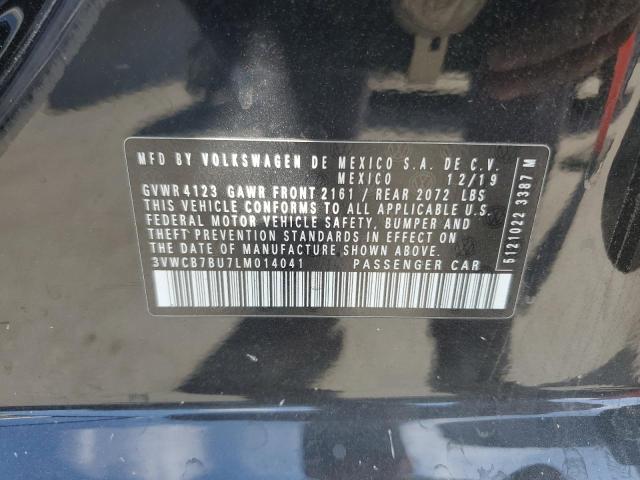 MFD BY VOLKSWAGEN DE MEXICO S.A. DE C.V.
MEXICO 12/19
GVWR 4123 GAWR FRONT 2161 / REAR 2072 LBS
THIS VEHICLE CONFORMS TO ALL APPLICABLE U.S.
FEDERAL MOTOR VEHICLE SAFETY, BUMPER AND
THEFT PREVENTION STANDARDS IN EFFECT ON
THE DATE OF MANUFACTURE SHOWN ABOVE.
3VWCB7BU7LM014041 PASSENGER CAR
5121022 3387 M